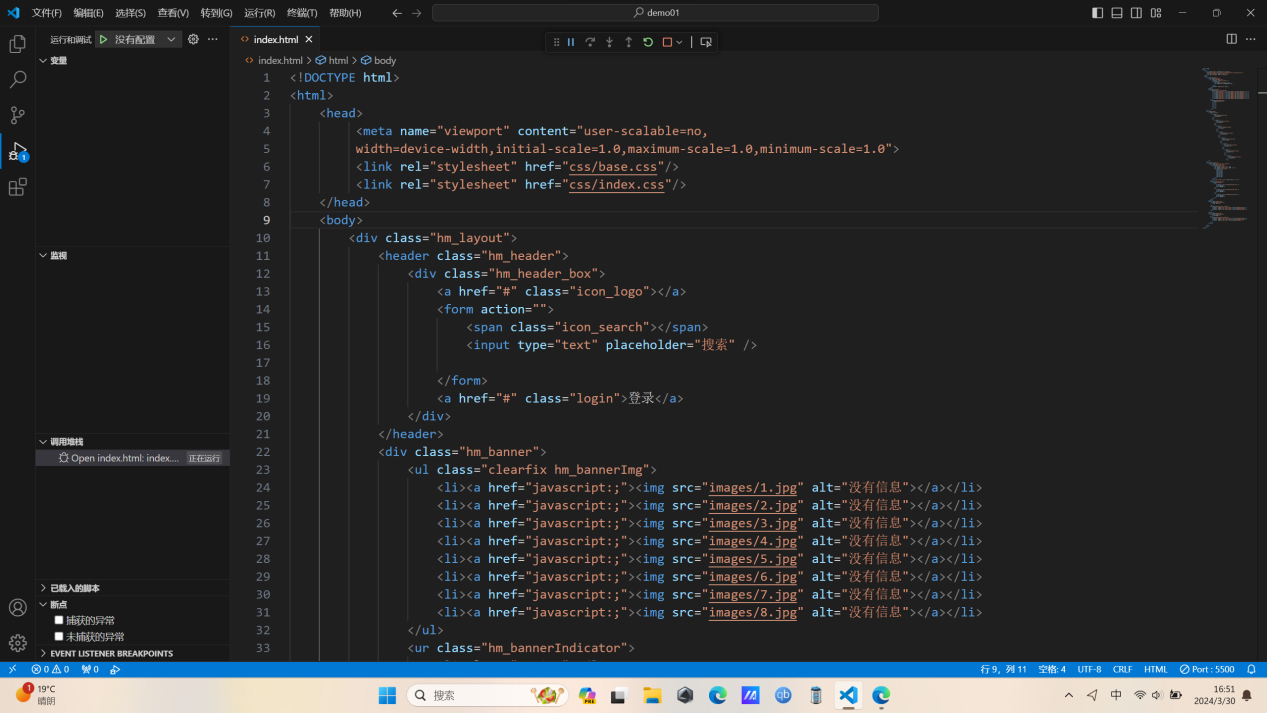 文件(F) 编辑(E) 选择(S) 查看(V) 转到(G) 运行(R) 终端(T) 帮助(H) demo01
运行和调试 没有配置 index.html
变量
index.html > html > body
1 <!DOCTYPE html>
2 <html>
3 <head>
4 <meta name="viewport" content="user-scalable=no,
5 width=device-width,initial-scale=1.0,maximum-scale=1.0,minimum-scale=1.0">
6 <link rel="stylesheet" href="css/base.css"/>
7 <link rel="stylesheet" href="css/index.css"/>
8 </head>
9 <body>
10 <div class="hm_layout">
11 <header class="hm_header">
12 <div class="hm_header_box">
13 <a href="#" class="icon_logo"></a>
14 <form action="">
15 <span class="icon_search"></span>
16 <input type="text" placeholder="搜索" />
17
18 </form>
19 <a href="#" class="login">登录</a>
20 </div>
21 </header>
22 <div class="hm_banner">
23 <ul class="clearfix hm_bannerImg">
24 <li><a href="javascript:;"><img src="images/1.jpg" alt="没有信息"></a></li>
25 <li><a href="javascript:;"><img src="images/2.jpg" alt="没有信息"></a></li>
26 <li><a href="javascript:;"><img src="images/3.jpg" alt="没有信息"></a></li>
27 <li><a href="javascript:;"><img src="images/4.jpg" alt="没有信息"></a></li>
28 <li><a href="javascript:;"><img src="images/5.jpg" alt="没有信息"></a></li>
29 <li><a href="javascript:;"><img src="images/6.jpg" alt="没有信息"></a></li>
30 <li><a href="javascript:;"><img src="images/7.jpg" alt="没有信息"></a></li>
31 <li><a href="javascript:;"><img src="images/8.jpg" alt="没有信息"></a></li>
32 </ul>
33 <ur class="hm_bannerIndicator">
监视
调用堆栈
Open index.html: index.... 正在运行
已载入的脚本
断点
捕获的异常
未捕获的异常
EVENT LISTENER BREAKPOINTS
1
0 0 0 行 9，列 11 空格: 4 UTF-8 CRLF HTML Port : 5500
1 19°C
晴朗
搜索
PRE
qb
中
16:51
2024/3/30